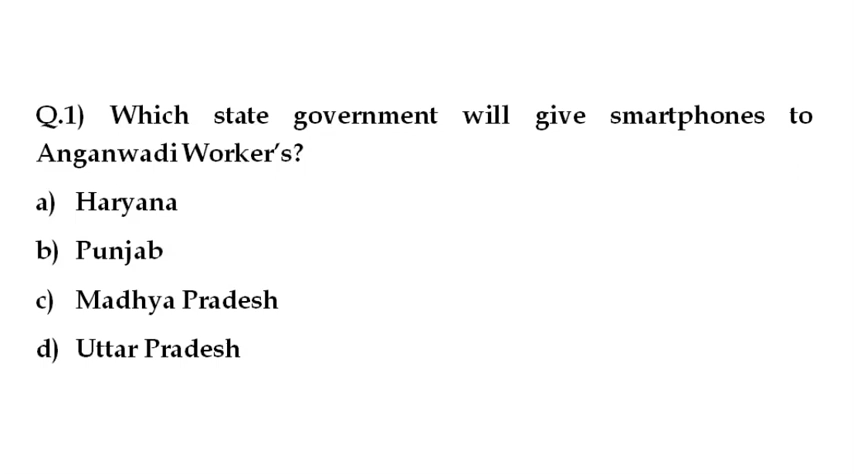 Q.1) Which state government will give smartphones to
Anganwadi Worker's?
a) Haryana
b) Punjab
c) Madhya Pradesh
d) Uttar Pradesh